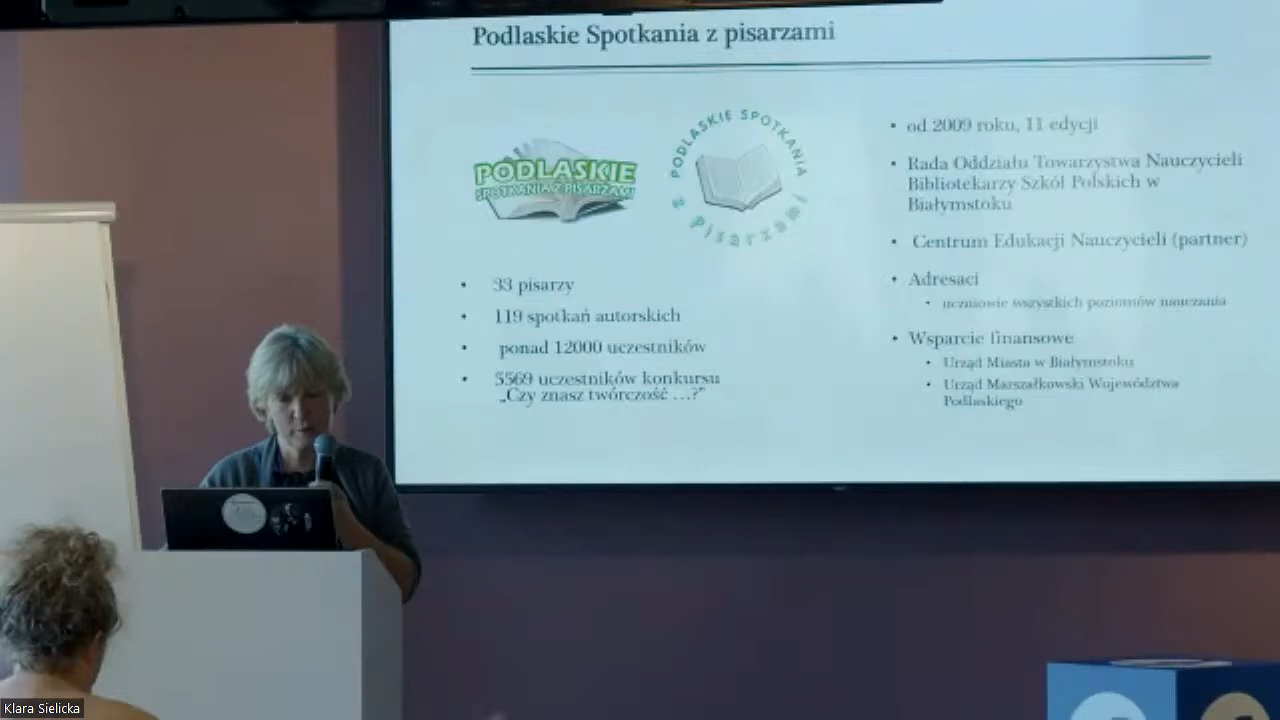 Podlaskie Spotkania z pisarzami
PODLASKIE
SPOTKANIA Z PISARZAMI
PODLASKIE SPOTKANIA
z Pisarzami
• 33 pisarzy
• 119 spotkań autorskich
• ponad 12000 uczestników
• 5569 uczestników konkursu
„Czy znasz twórczość …?”
• od 2009 roku, 11 edycji
• Rada Oddziału Towarzystwa Nauczycieli
Bibliotekarzy Szkół Polskich w
Białymstoku
• Centrum Edukacji Nauczycieli (partner)
• Adresaci
• uczniowie wszystkich poziomów nauczania
• Wsparcie finansowe
• Urząd Miasta w Białymstoku
• Urząd Marszałkowski Województwa
Podlaskiego
Klara Sielicka